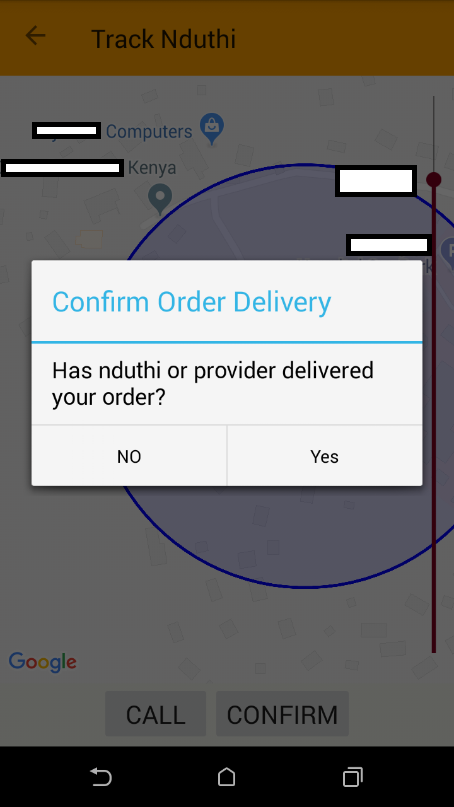 Track Nduthi
Computers
Kenya
Confirm Order Delivery
Has nduthi or provider delivered
your order?
NO
Yes
Google
CALL
CONFIRM